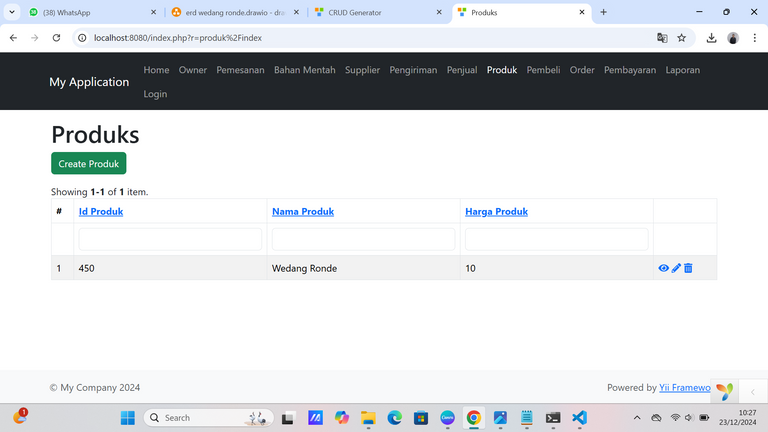 (38) WhatsApp
erd wedang ronde.drawio - dra
CRUD Generator
Produks
localhost:8080/index.php?r=produk%2Findex
My Application
Home Owner Pemesanan Bahan Mentah Supplier Pengiriman Penjual Produk Pembeli Order Pembayaran Laporan
Login
Produks
Create Produk
Showing 1-1 of 1 item.
# Id Produk Nama Produk Harga Produk
1 450 Wedang Ronde 10
© My Company 2024 Powered by Yii Framewo
1
Search
10:27
23/12/2024